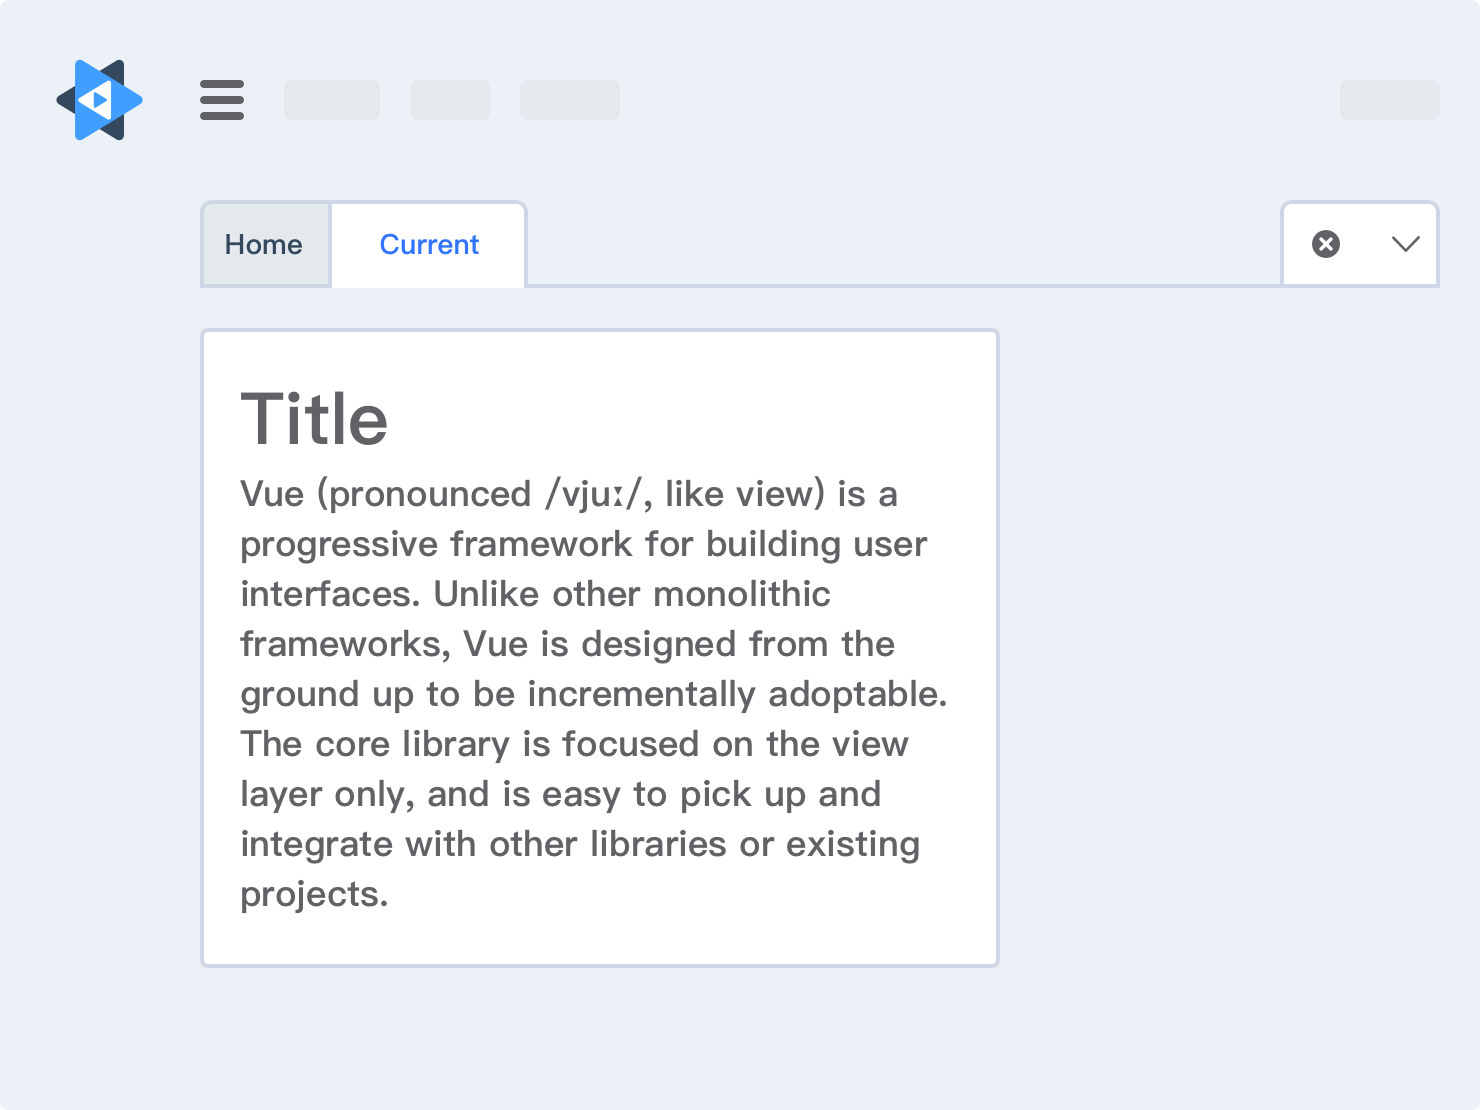 Home
Current
Title
Vue (pronounced /vjuː/, like view) is a
progressive framework for building user
interfaces. Unlike other monolithic
frameworks, Vue is designed from the
ground up to be incrementally adoptable.
The core library is focused on the view
layer only, and is easy to pick up and
integrate with other libraries or existing
projects.